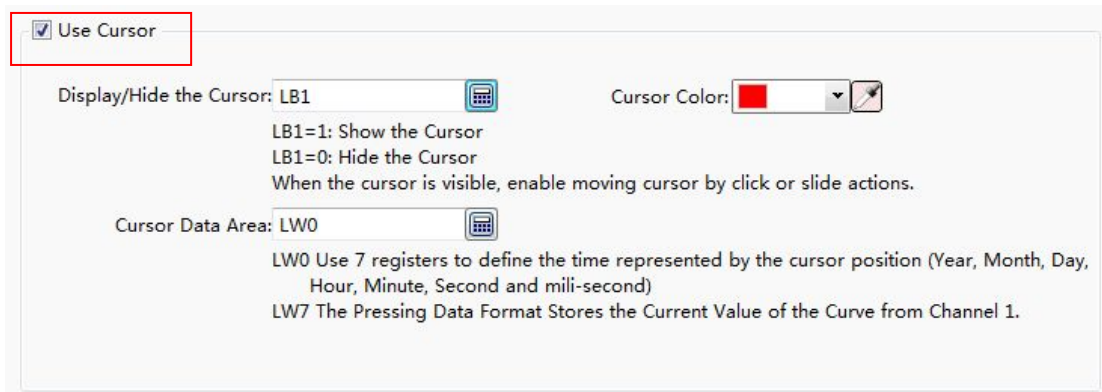 Use Cursor
Display/Hide the Cursor: LB1 Cursor Color:
LB1=1: Show the Cursor
LB1=0: Hide the Cursor
When the cursor is visible, enable moving cursor by click or slide actions.
Cursor Data Area: LW0
LW0 Use 7 registers to define the time represented by the cursor position (Year, Month, Day,
Hour, Minute, Second and mili-second)
LW7 The Pressing Data Format Stores the Current Value of the Curve from Channel 1.